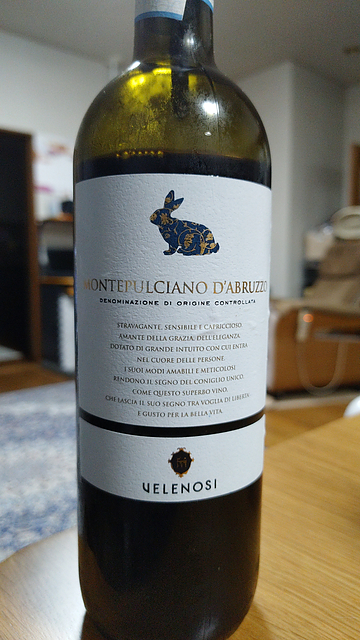 MONTEPULCIANO D'ABRUZZO
DENOMINAZIONE DI ORIGINE CONTROLLATA
STRAVAGANTE, SENSIBILE E CAPRICCIOSO,
AMANTE DELLA GRAZIA, DELL'ELEGANZA,
DOTATO DI GRANDE INTUITO CON CUI ENTRA
NEL CUORE DELLE PERSONE.
I SUOI MODI AMABILI E METICOLOSI
RENDONO IL SEGNO DEL CONIGLIO UNICO,
COME QUESTO SUPERBO VINO,
CHE LASCIA IL SUO SEGNO TRA VOGLIA DI LIBERTÀ
E GUSTO PER LA BELLA VITA.
VELENOSI